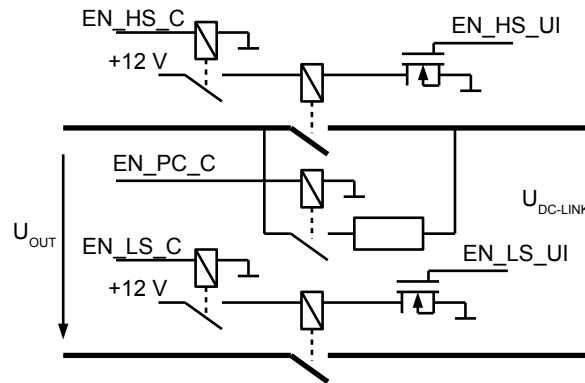 EN_HS_C
EN_HS_UI
+12 V
EN_PC_C
U_DC-LINK
U_OUT
EN_LS_C
EN_LS_UI
+12 V